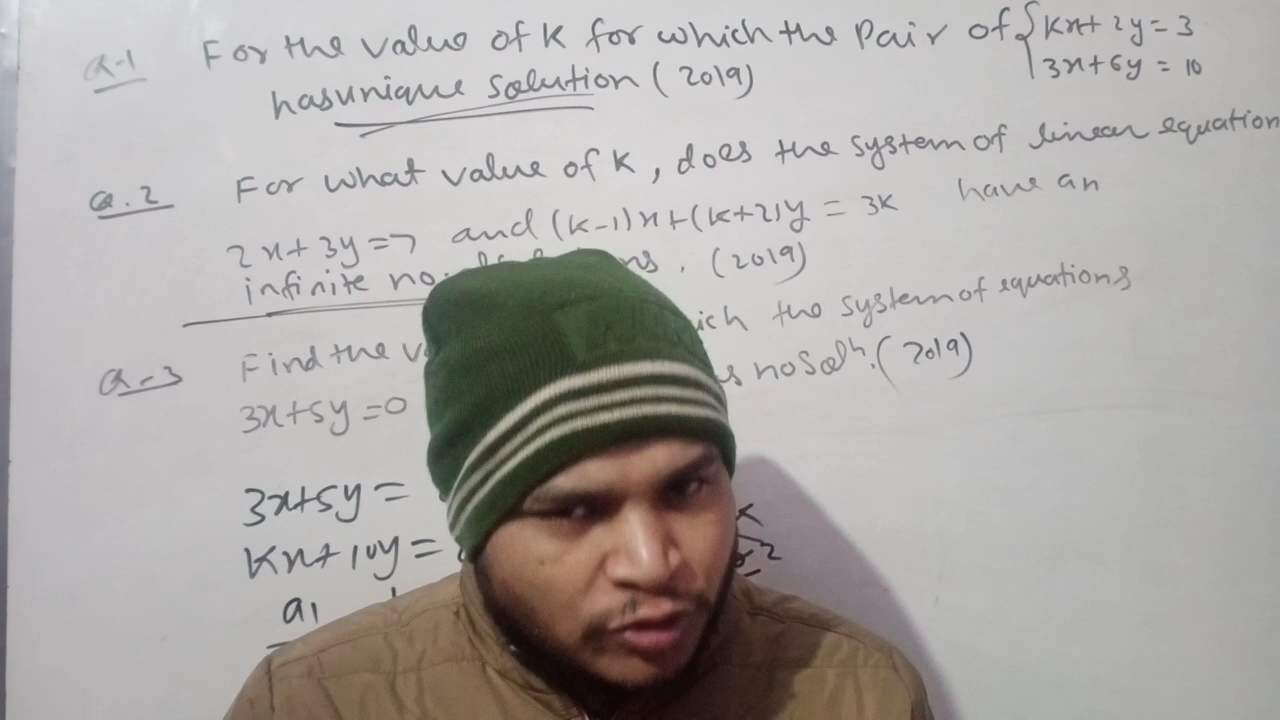 Q-1 For the value of K for which the Pair of { Kx+2y=3
3x+6y=10
has unique solution (2019)
Q.2 For what value of K, does the system of linear equation
2x+3y=7 and (k-1)x+(k+2)y = 3K have an
infinite no. (2019)
Q-3 Find the the system of equations
3x+5y=0 no Solⁿ. (2019)
3x+5y=
Kx+10y=
a1